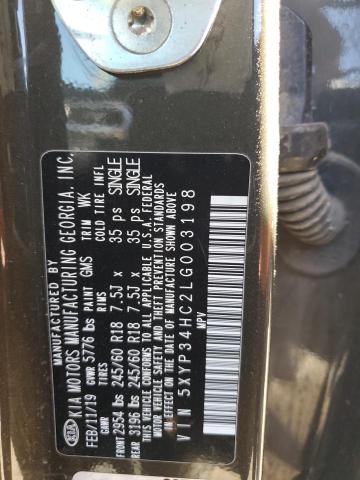 MANUFACTURED BY
KIA KIA MOTORS MANUFACTURING GEORGIA, INC.
FEB/11/19 GVWR 5776 lbs PAINT GMS TRIM WK
GAWR TIRES RIMS COLD TIRE INFL
FRONT 2954 lbs 245/60 R18 7.5J x 35 psi SINGLE
REAR 3196 lbs 245/60 R18 7.5J x 35 psi SINGLE
THIS VEHICLE CONFORMS TO ALL APPLICABLE U.S.A. FEDERAL
MOTOR VEHICLE SAFETY AND THEFT PREVENTION STANDARDS
IN EFFECT ON THE DATE OF MANUFACTURE SHOWN ABOVE.
VIN 5XYP34HC2LG003198
MPV